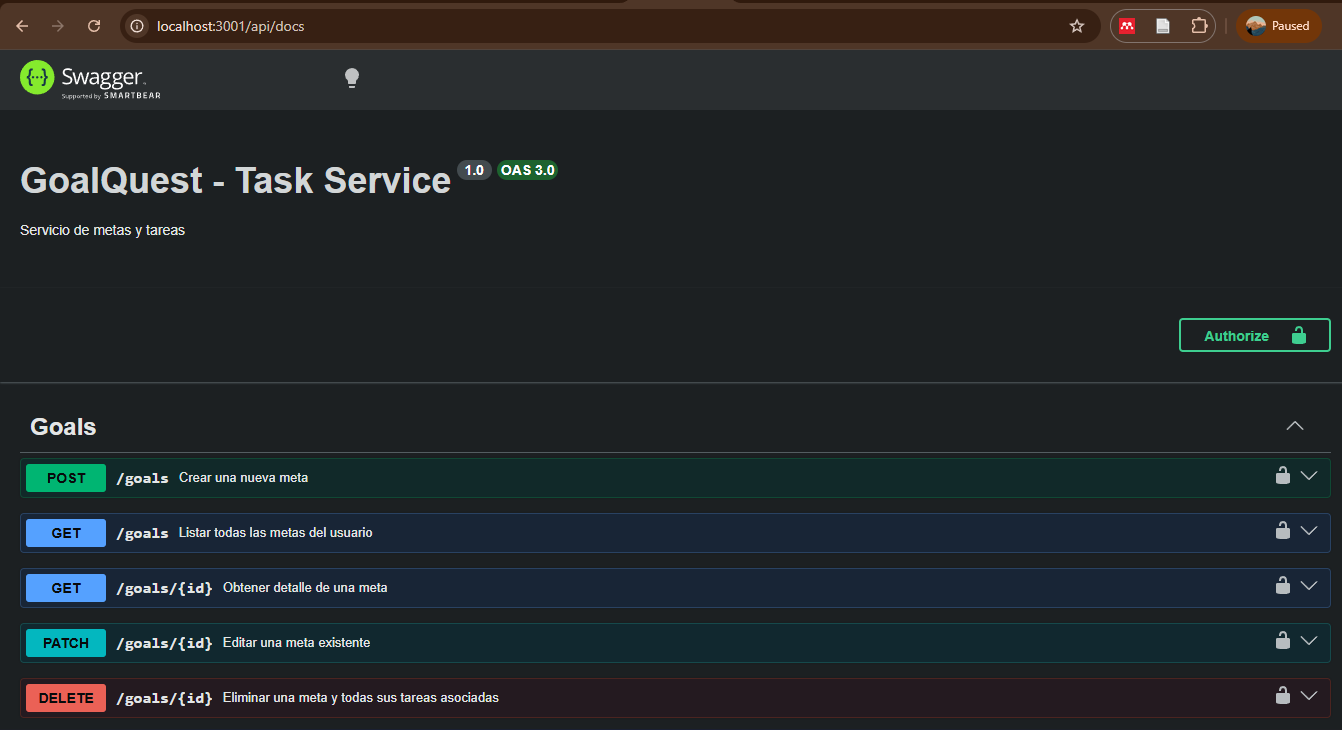 localhost:3001/api/docs
Paused
Swagger
Supported by SMARTBEAR
GoalQuest - Task Service 1.0 OAS 3.0
Servicio de metas y tareas
Authorize
Goals
POST /goals Crear una nueva meta
GET /goals Listar todas las metas del usuario
GET /goals/{id} Obtener detalle de una meta
PATCH /goals/{id} Editar una meta existente
DELETE /goals/{id} Eliminar una meta y todas sus tareas asociadas